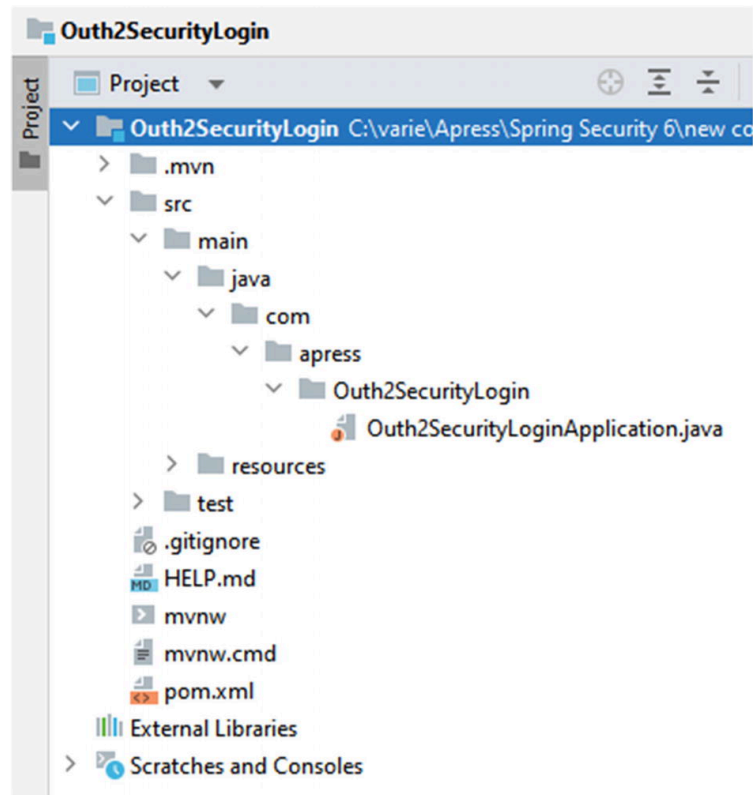 Outh2SecurityLogin
Project
Project
Outh2SecurityLogin C:\varie\Apress\Spring Security 6\new co
.mvn
src
main
java
com
apress
Outh2SecurityLogin
Outh2SecurityLoginApplication.java
resources
test
.gitignore
MD HELP.md
mvnw
mvnw.cmd
pom.xml
External Libraries
Scratches and Consoles